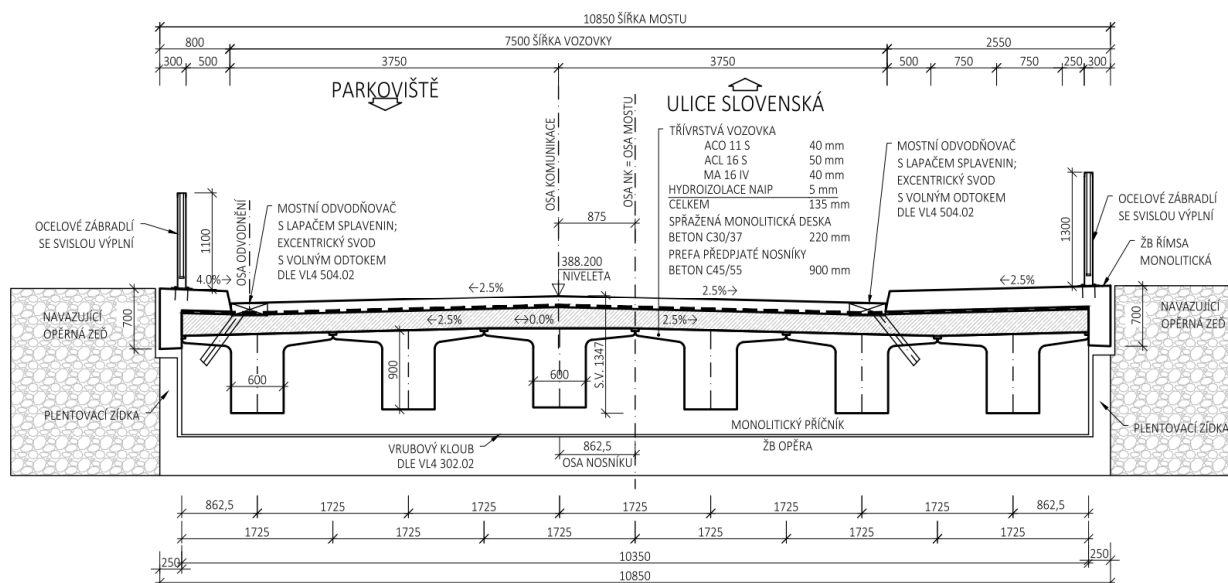 10850 ŠÍŘKA MOSTU
800
7500 ŠÍŘKA VOZOVKY
2550
300
500
3750
3750
500
750
750
250
300
PARKOVIŠTĚ
ULICE SLOVENSKÁ
TŘÍVRSTVÁ VOZOVKA
ACO 11 S 40 mm
ACL 16 S 50 mm
MA 16 IV 40 mm
HYDROIZOLACE NAIP 5 mm
CELKEM 135 mm
SPŘAŽENÁ MONOLITICKÁ DESKA
BETON C30/37 220 mm
PREFA PŘEDPJATÉ NOSNÍKY
BETON C45/55 900 mm
OSA KOMUNIKACE
OSA NK = OSA MOSTU
875
388.200
NIVELETA
MOSTNÍ ODVODŇOVAČ
S LAPAČEM SPLAVENIN;
EXCENTRICKÝ SVOD
S VOLNÝM ODTOKEM
DLE VL4 504.02
OCELOVÉ ZÁBRADLÍ
SE SVISLOU VÝPLNÍ
1100
OSA ODVODNĚNÍ
MOSTNÍ ODVODŇOVAČ
S LAPAČEM SPLAVENIN;
EXCENTRICKÝ SVOD
S VOLNÝM ODTOKEM
DLE VL4 504.02
1300
OCELOVÉ ZÁBRADLÍ
SE SVISLOU VÝPLNÍ
ŽB ŘÍMSA
MONOLITICKÁ
4.0%→
←2.5%
2.5%→
←2.5%
NAVAZUJÍCÍ
OPĚRNÁ ZEĎ
700
←2.5%
↔0.0%
2.5%→
700
NAVAZUJÍCÍ
OPĚRNÁ ZEĎ
600
900
600
S.V. 1347
PLENTOVACÍ ZÍDKA
MONOLITICKÝ PŘÍČNÍK
PLENTOVACÍ ZÍDKA
VRUBOVÝ KLOUB
DLE VL4 302.02
862,5
OSA NOSNÍKU
ŽB OPĚRA
862,5
1725
1725
1725
1725
1725
862,5
1725
1725
1725
1725
1725
1725
250
10350
250
10850